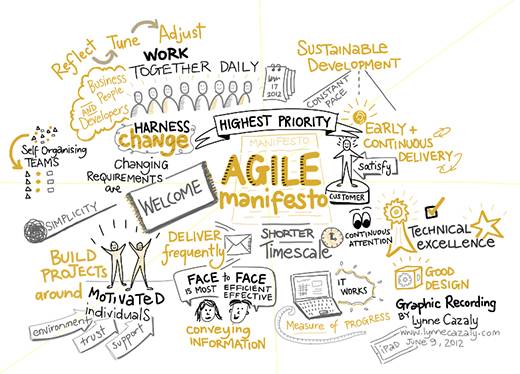 Reflect Tune Adjust
WORK
TOGETHER DAILY
Business
People
AND
Developers
17
2012
SUSTAINABLE
DEVELOPMENT
CONSTANT
PACE
HIGHEST PRIORITY
HARNESS
change
CHANGING
REQUIREMENTS
are
WELCOME
Self Organising
TEAMS
MANIFESTO
AGILE
manifesto
EARLY +
CONTINUOUS
DELIVERY
satisfy
CUSTOMER
SIMPLICITY
BUILD
PROJECTS
around
MOTIVATED
individuals
environment
trust
support
DELIVER
frequently
SHORTER
Timescale
CONTINUOUS
ATTENTION
Technical
excellence
GOOD
DESIGN
FACE to FACE
IS MOST EFFICIENT
EFFECTIVE
conveying
INFORMATION
IT
WORKS
Measure of PROGRESS
Graphic Recording
BY Lynne Cazaly
www.lynnecazaly.com
iPAD JUNE 9, 2012